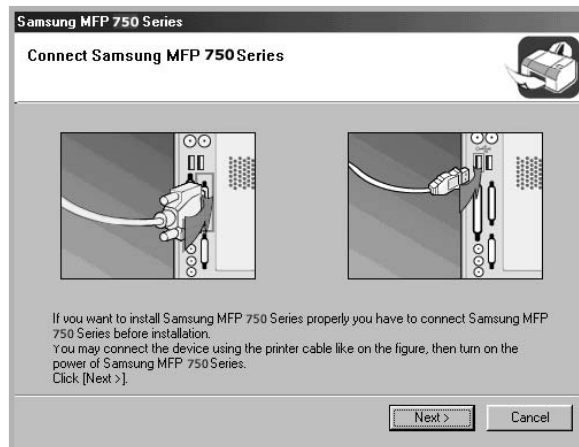 Samsung MFP 750 Series
Connect Samsung MFP 750 Series
If you want to install Samsung MFP 750 Series properly you have to connect Samsung MFP
750 Series before installation.
You may connect the device using the printer cable like on the figure, then turn on the
power of Samsung MFP 750 Series.
Click [Next >].
Next >
Cancel